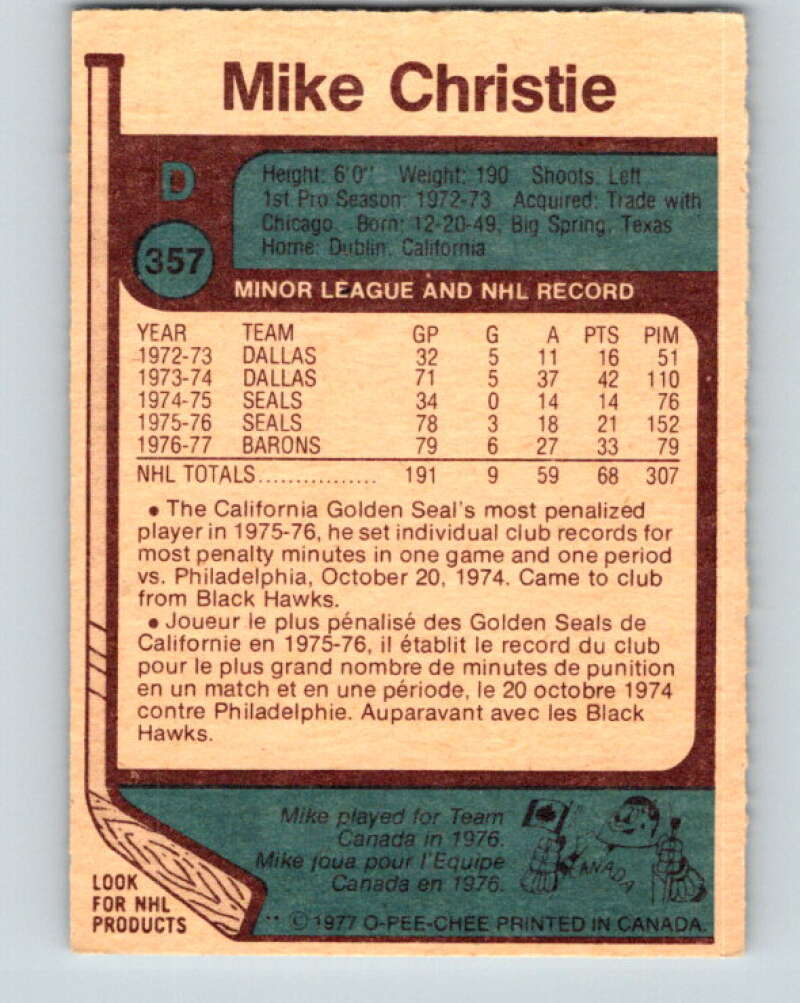 Mike Christie
D
357
Height: 6'0" Weight: 190 Shoots: Left
1st Pro Season: 1972-73 Acquired: Trade with
Chicago Born: 12-20-49, Big Spring, Texas
Home: Dublin, California
MINOR LEAGUE AND NHL RECORD
YEAR TEAM GP G A PTS PIM
1972-73 DALLAS 32 5 11 16 51
1973-74 DALLAS 71 5 37 42 110
1974-75 SEALS 34 0 14 14 76
1975-76 SEALS 78 3 18 21 152
1976-77 BARONS 79 6 27 33 79
NHL TOTALS................ 191 9 59 68 307
• The California Golden Seal's most penalized
player in 1975-76, he set individual club records for
most penalty minutes in one game and one period
vs. Philadelphia, October 20, 1974. Came to club
from Black Hawks.
• Joueur le plus pénalisé des Golden Seals de
Californie en 1975-76, il établit le record du club
pour le plus grand nombre de minutes de punition
en un match et en une période, le 20 octobre 1974
contre Philadelphie. Auparavant avec les Black
Hawks.
Mike played for Team
Canada in 1976.
Mike joua pour l'Equipe
Canada en 1976.
CANADA
LOOK
FOR NHL
PRODUCTS
© 1977 O-PEE-CHEE PRINTED IN CANADA.